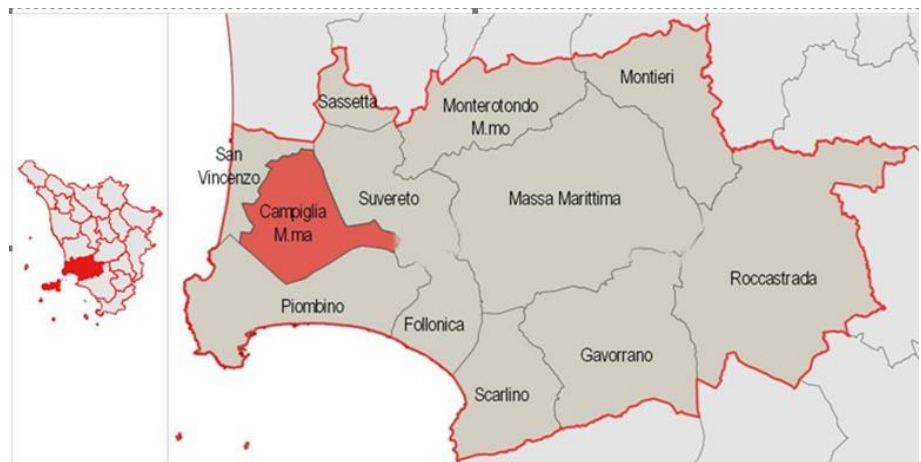 Montieri
Sassetta
Monterotondo
M.mo
San
Vincenzo
Suvereto
Massa Marittima
Campiglia
M.ma
Roccastrada
Piombino
Follonica
Gavorrano
Scarlino